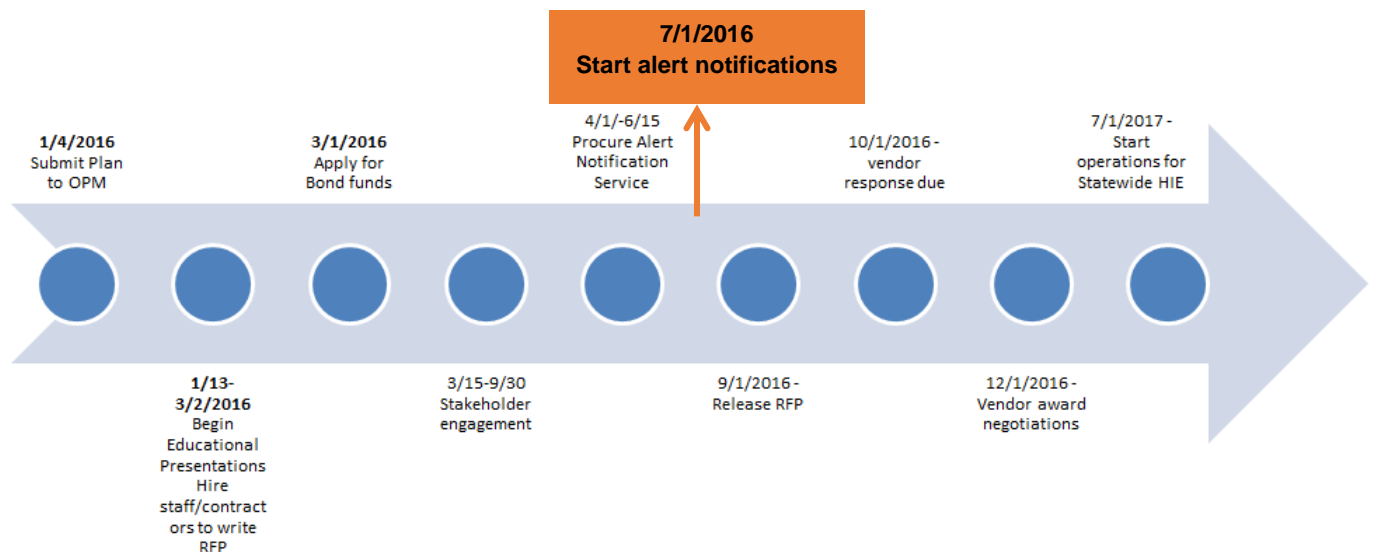 7/1/2016
Start alert notifications
1/4/2016
Submit Plan
to OPM
1/13-
3/2/2016
Begin
Educational
Presentations
Hire
staff/contract
ors to write
RFP
3/1/2016
Apply for
Bond funds
3/15-9/30
Stakeholder
engagement
4/1/-6/15
Procure Alert
Notification
Service
9/1/2016 -
Release RFP
10/1/2016 -
vendor
response due
12/1/2016 -
Vendor award
negotiations
7/1/2017 -
Start
operations for
Statewide HIE